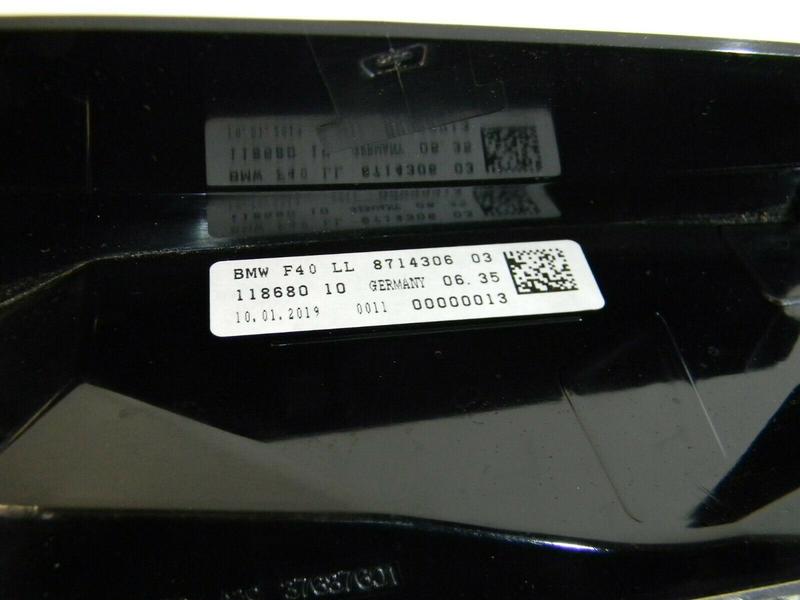 BMW F40 LL 8714306 03
118680 10 GERMANY 06.35
10.01.2019 0011 00000013